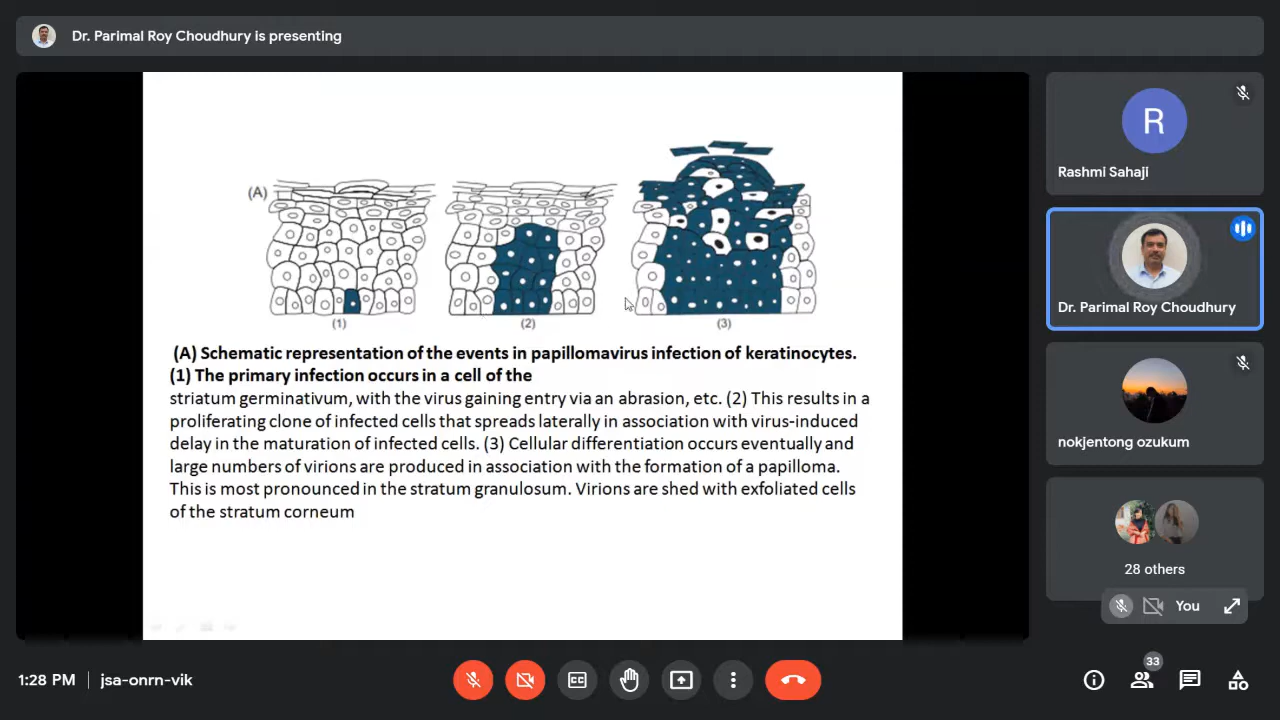 Dr. Parimal Roy Choudhury is presenting
(A)
(1)
(2)
(3)
(A) Schematic representation of the events in papillomavirus infection of keratinocytes.
(1) The primary infection occurs in a cell of the
striatum germinativum, with the virus gaining entry via an abrasion, etc. (2) This results in a
proliferating clone of infected cells that spreads laterally in association with virus-induced
delay in the maturation of infected cells. (3) Cellular differentiation occurs eventually and
large numbers of virions are produced in association with the formation of a papilloma.
This is most pronounced in the stratum granulosum. Virions are shed with exfoliated cells
of the stratum corneum
R
Rashmi Sahaji
Dr. Parimal Roy Choudhury
nokjentong ozukum
28 others
You
1:28 PM | jsa-onrn-vik
CC
33